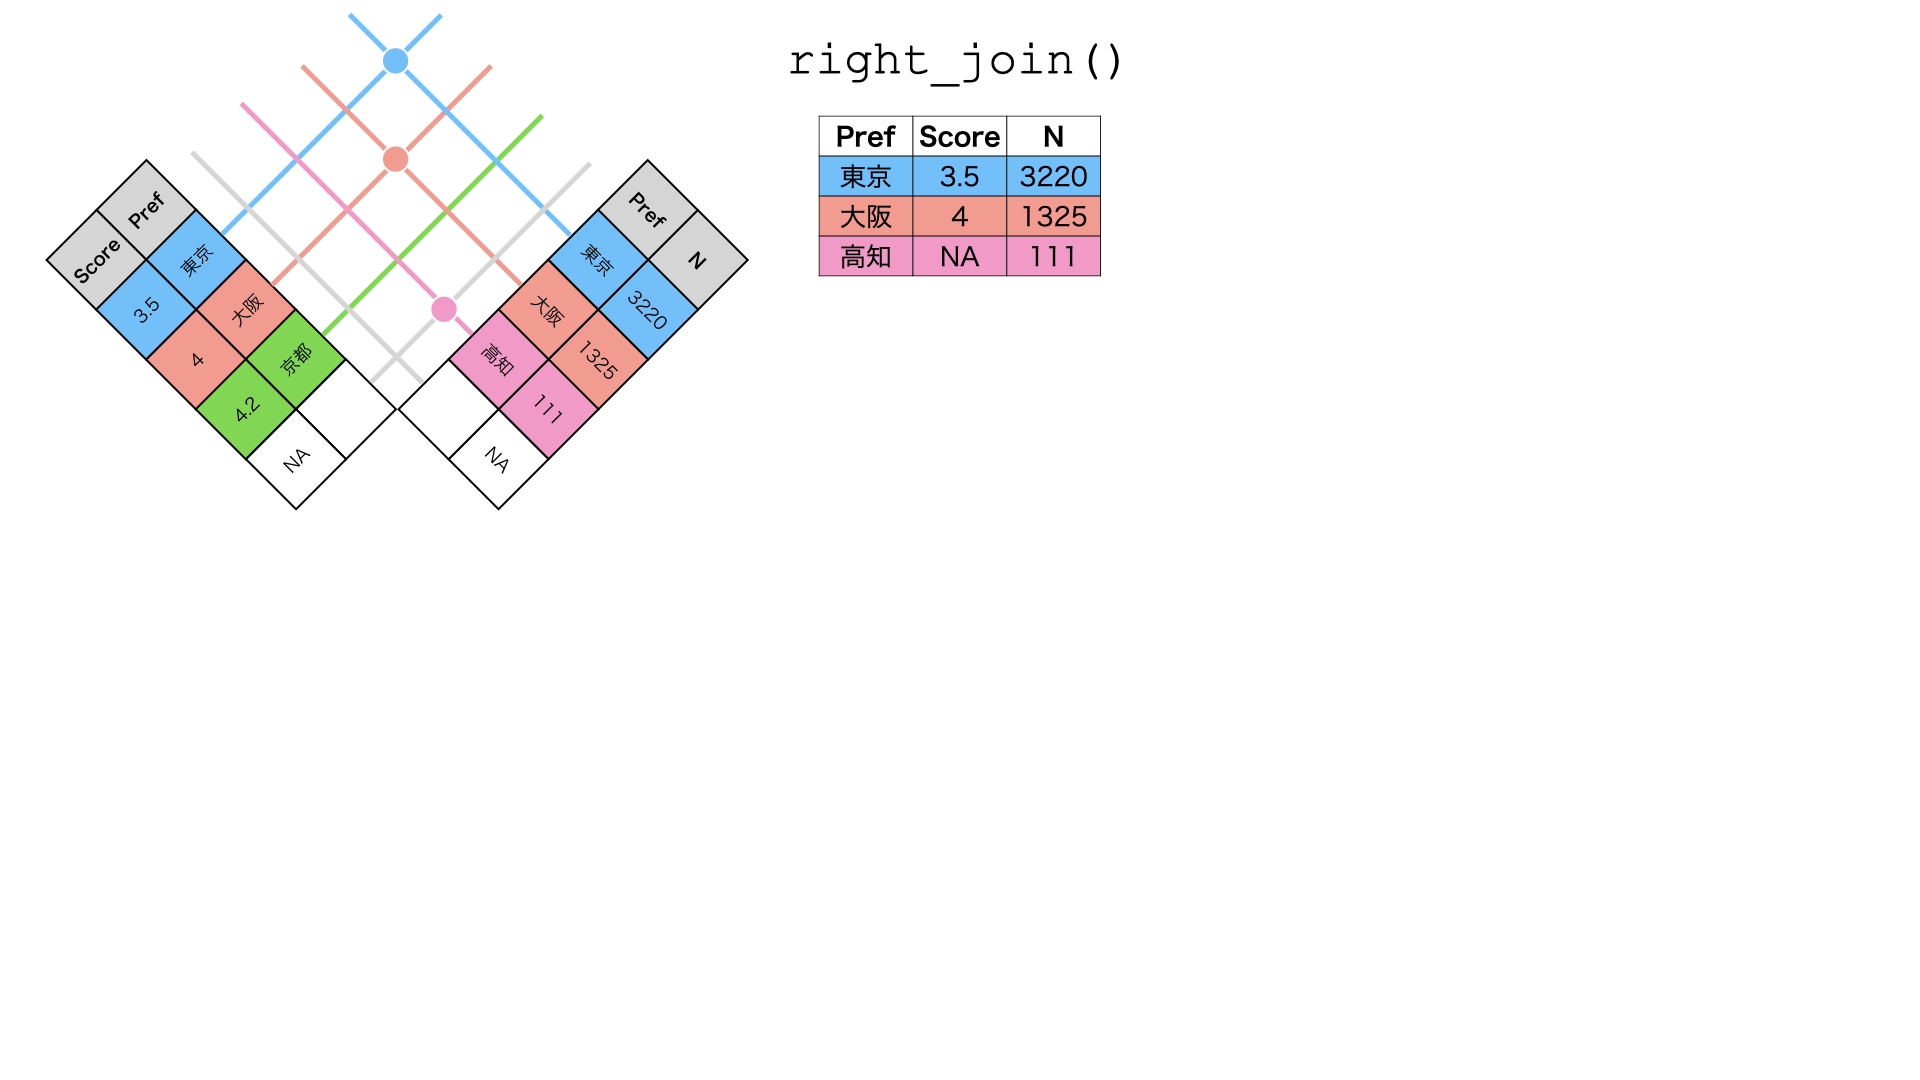 right_join()
Pref Score N
東京 3.5 3220
大阪 4 1325
高知 NA 111
Score Pref
3.5 東京
4 大阪
4.2 京都
NA
Pref N
東京 3220
大阪 1325
高知 111
NA